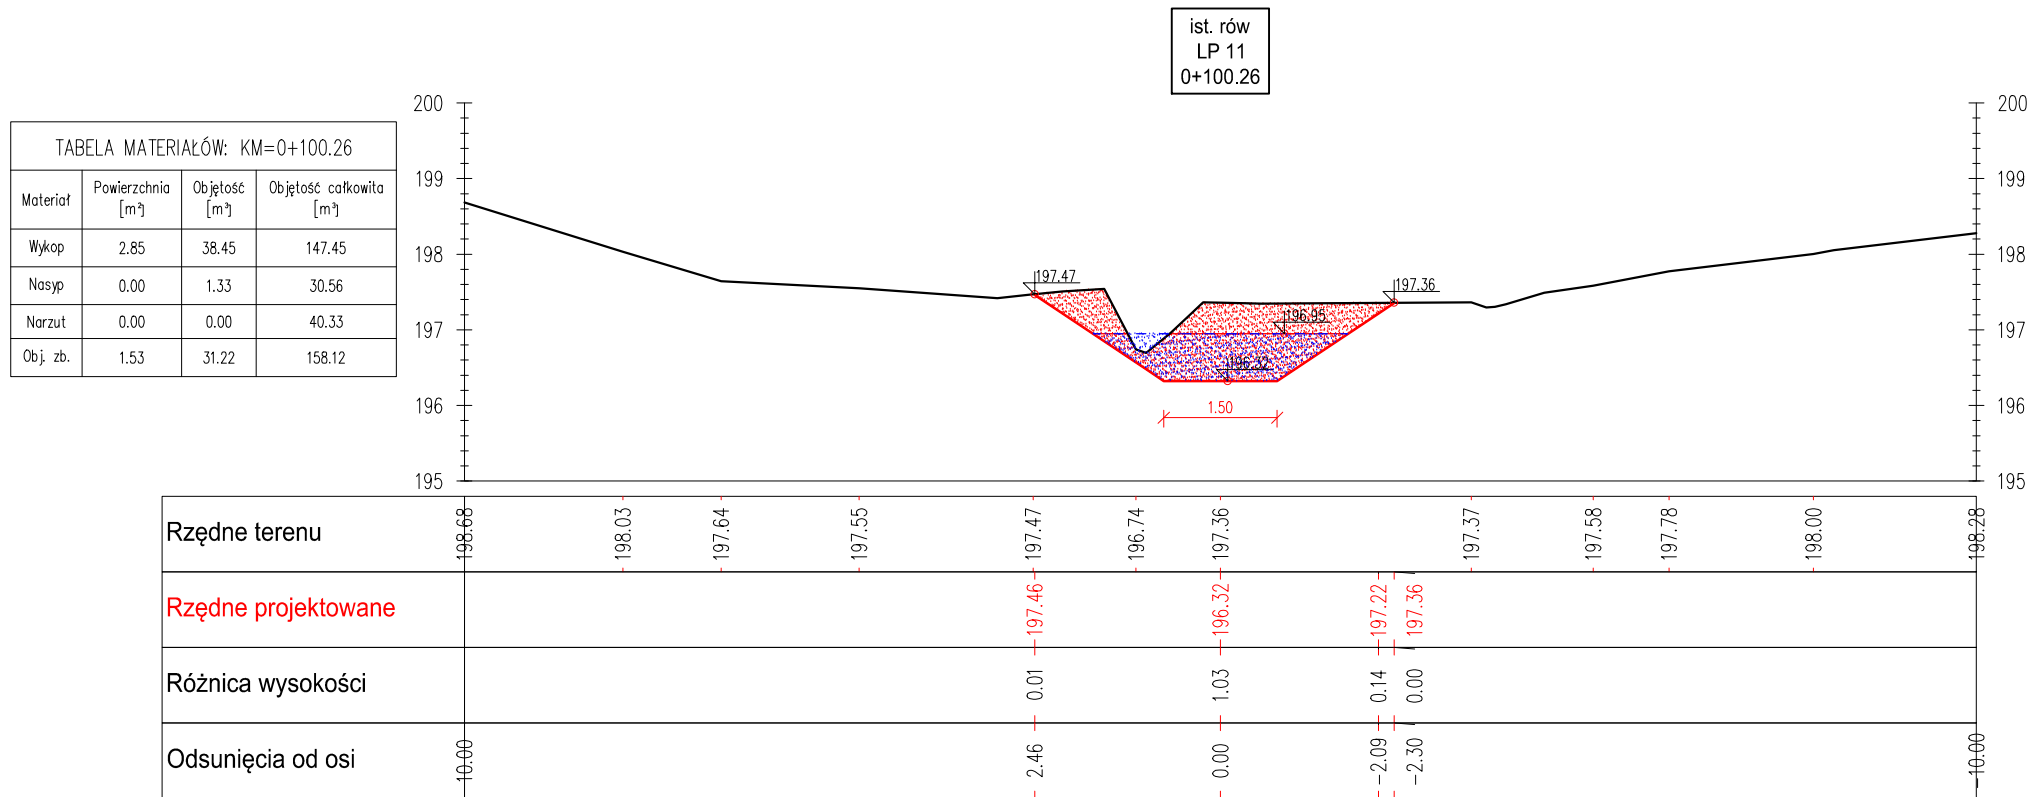 ist. rów
LP 11
0+100.26
TABELA MATERIAŁÓW: KM=0+100.26
Materiał Powierzchnia [m²] Objętość [m³] Objętość całkowita [m³]
Wykop 2.85 38.45 147.45
Nasyp 0.00 1.33 30.56
Narzut 0.00 0.00 40.33
Obj. zb. 1.53 31.22 158.12
200 200
199 199
198 198
197 197
196 196
195 195
197.47
197.36
196.95
196.32
1.50
Rzędne terenu 198.68 198.03 197.64 197.55 197.47 196.74 197.36 197.37 197.58 197.78 198.00 198.28
Rzędne projektowane 197.46 196.32 197.22 197.36
Różnica wysokości 0.01 1.03 0.14 0.00
Odsunięcia od osi 10.00 2.46 0.00 -2.09 -2.30 -10.00